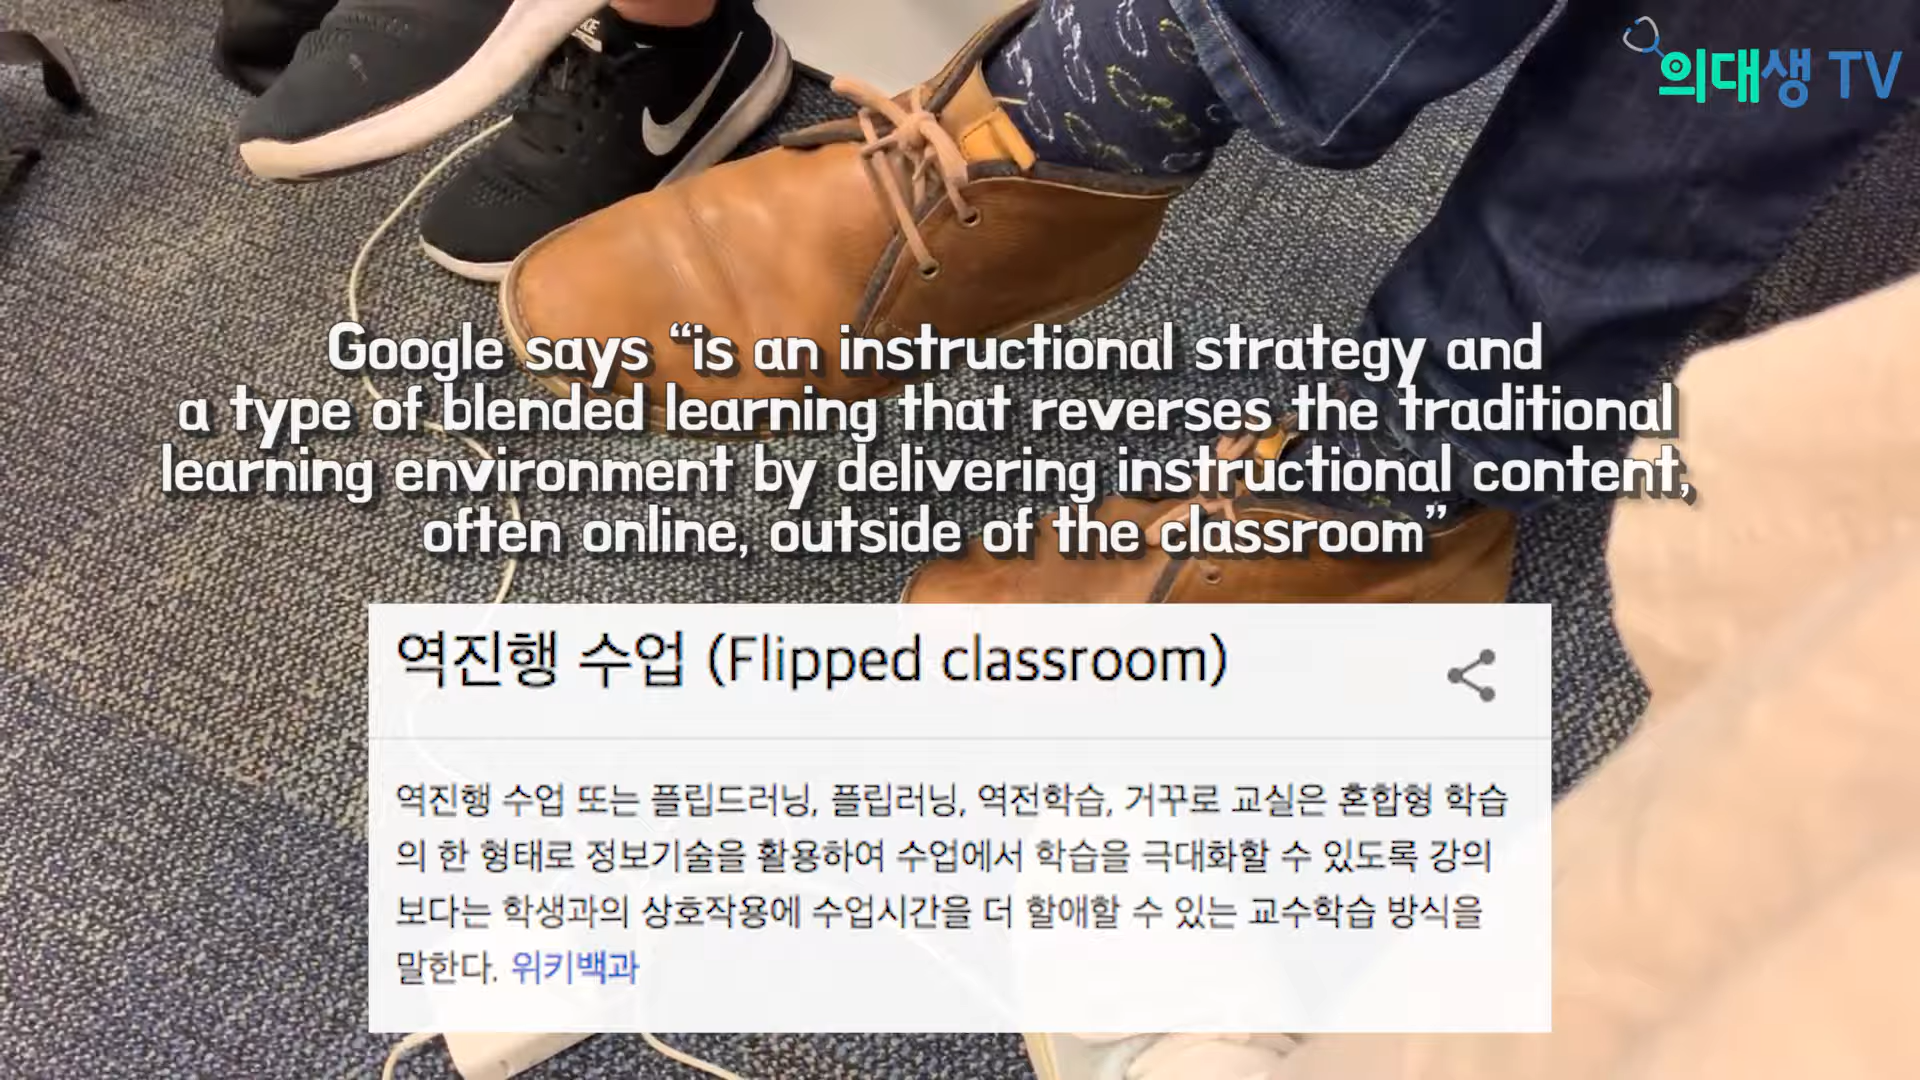 의대생 TV
Google says “is an instructional strategy and
a type of blended learning that reverses the traditional
learning environment by delivering instructional content,
often online, outside of the classroom”
역진행 수업 (Flipped classroom)
역진행 수업 또는 플립드러닝, 플립러닝, 역전학습, 거꾸로 교실은 혼합형 학습
의 한 형태로 정보기술을 활용하여 수업에서 학습을 극대화할 수 있도록 강의
보다는 학생과의 상호작용에 수업시간을 더 할애할 수 있는 교수학습 방식을
말한다. 위키백과